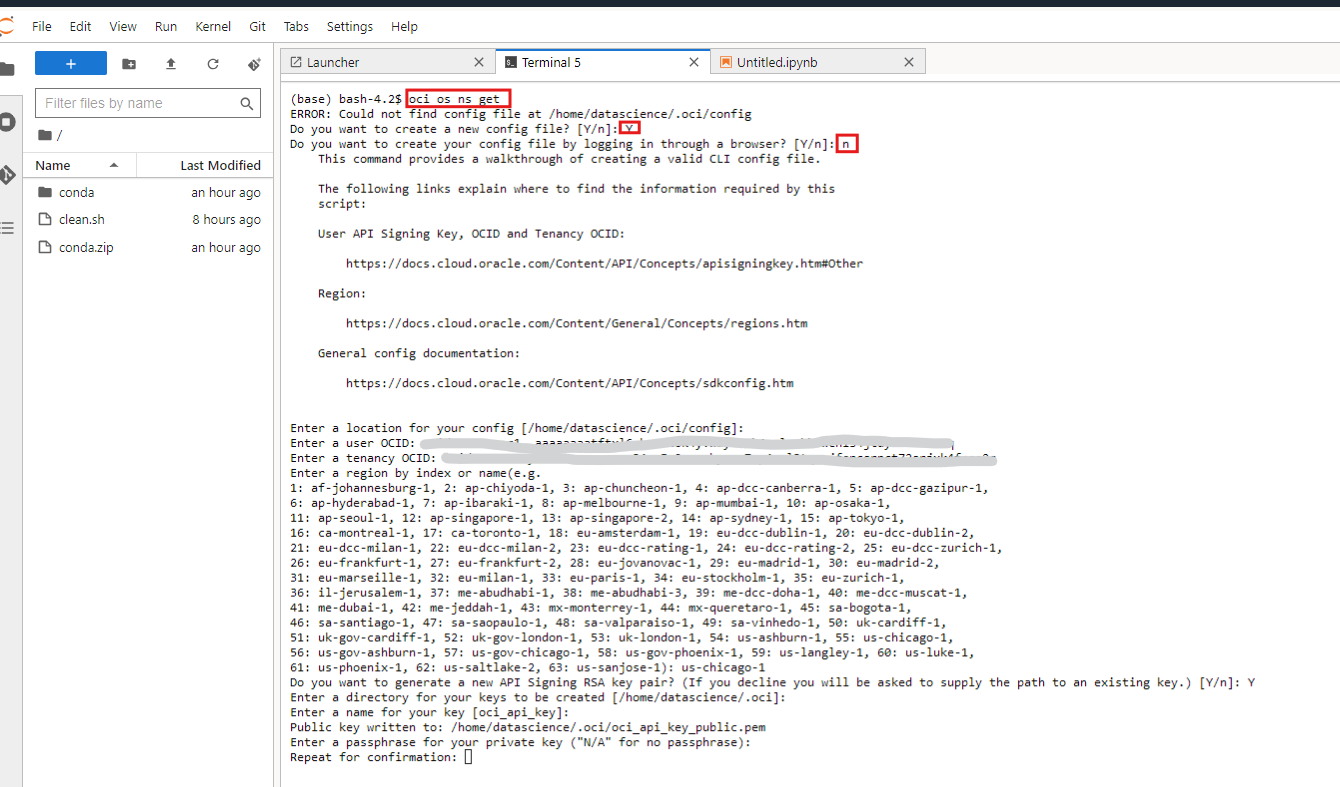 File Edit View Run Kernel Git Tabs Settings Help
+
Filter files by name
/
Name Last Modified
conda an hour ago
clean.sh 8 hours ago
conda.zip an hour ago
Launcher
Terminal 5
Untitled.ipynb
(base) bash-4.2$ oci os ns get
ERROR: Could not find config file at /home/datascience/.oci/config
Do you want to create a new config file? [Y/n]: Y
Do you want to create your config file by logging in through a browser? [Y/n]: n
This command provides a walkthrough of creating a valid CLI config file.
The following links explain where to find the information required by this
script:
User API Signing Key, OCID and Tenancy OCID:
https://docs.cloud.oracle.com/Content/API/Concepts/apisigningkey.htm#Other
Region:
https://docs.cloud.oracle.com/Content/General/Concepts/regions.htm
General config documentation:
https://docs.cloud.oracle.com/Content/API/Concepts/sdkconfig.htm
Enter a location for your config [/home/datascience/.oci/config]:
Enter a user OCID:
Enter a tenancy OCID:
Enter a region by index or name(e.g.
1: af-johannesburg-1, 2: ap-chiyoda-1, 3: ap-chuncheon-1, 4: ap-dcc-canberra-1, 5: ap-dcc-gazipur-1,
6: ap-hyderabad-1, 7: ap-ibaraki-1, 8: ap-melbourne-1, 9: ap-mumbai-1, 10: ap-osaka-1,
11: ap-seoul-1, 12: ap-singapore-1, 13: ap-singapore-2, 14: ap-sydney-1, 15: ap-tokyo-1,
16: ca-montreal-1, 17: ca-toronto-1, 18: eu-amsterdam-1, 19: eu-dcc-dublin-1, 20: eu-dcc-dublin-2,
21: eu-dcc-milan-1, 22: eu-dcc-milan-2, 23: eu-dcc-rating-1, 24: eu-dcc-rating-2, 25: eu-dcc-zurich-1,
26: eu-frankfurt-1, 27: eu-frankfurt-2, 28: eu-jovanovac-1, 29: eu-madrid-1, 30: eu-madrid-2,
31: eu-marseille-1, 32: eu-milan-1, 33: eu-paris-1, 34: eu-stockholm-1, 35: eu-zurich-1,
36: il-jerusalem-1, 37: me-abudhabi-1, 38: me-abudhabi-3, 39: me-dcc-doha-1, 40: me-dcc-muscat-1,
41: me-dubai-1, 42: me-jeddah-1, 43: mx-monterrey-1, 44: mx-queretaro-1, 45: sa-bogota-1,
46: sa-santiago-1, 47: sa-saopaulo-1, 48: sa-valparaiso-1, 49: sa-vinhedo-1, 50: uk-cardiff-1,
51: uk-gov-cardiff-1, 52: uk-gov-london-1, 53: uk-london-1, 54: us-ashburn-1, 55: us-chicago-1,
56: us-gov-ashburn-1, 57: us-gov-chicago-1, 58: us-gov-phoenix-1, 59: us-langley-1, 60: us-luke-1,
61: us-phoenix-1, 62: us-saltlake-2, 63: us-sanjose-1): us-chicago-1
Do you want to generate a new API Signing RSA key pair? (If you decline you will be asked to supply the path to an existing key.) [Y/n]: Y
Enter a directory for your keys to be created [/home/datascience/.oci]:
Enter a name for your key [oci_api_key]:
Public key written to: /home/datascience/.oci/oci_api_key_public.pem
Enter a passphrase for your private key ("N/A" for no passphrase):
Repeat for confirmation: